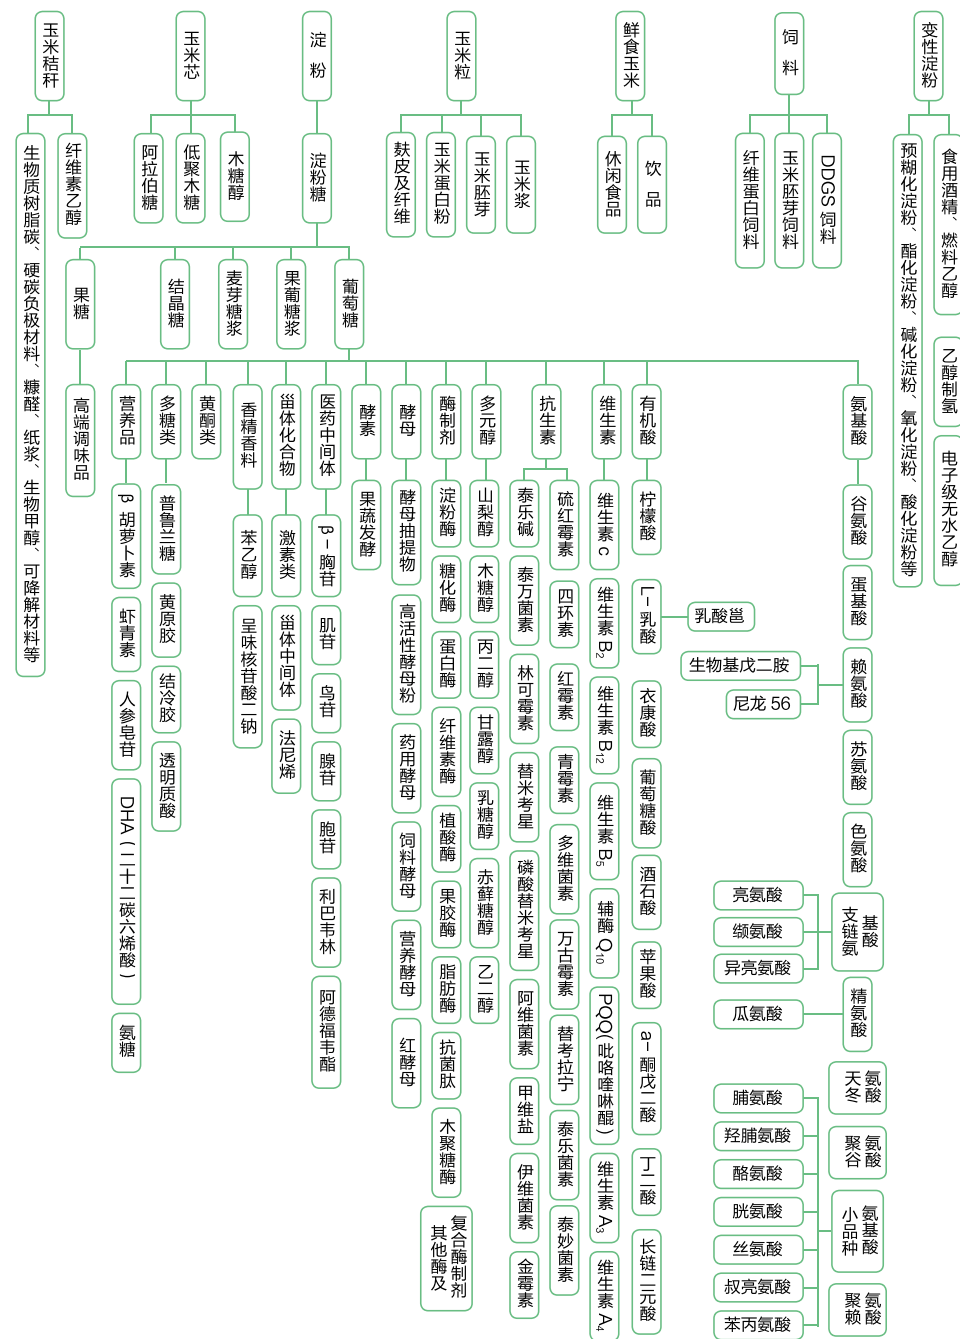 玉米秸秆
玉米芯
淀粉
玉米粒
鲜食玉米
饲料
变性淀粉
生物质树脂碳、硬碳负极材料、糠醛、纸浆、生物甲醇、可降解材料等
纤维素乙醇
阿拉伯糖
低聚木糖
木糖醇
淀粉糖
麸皮及纤维
玉米蛋白粉
玉米胚芽
玉米浆
休闲食品
饮品
纤维蛋白饲料
玉米胚芽饲料
DDGS 饲料
预糊化淀粉、酯化淀粉、碱化淀粉、氧化淀粉、酸化淀粉等
食用酒精、燃料乙醇
乙醇制氢
电子级无水乙醇
果糖
结晶糖
麦芽糖浆
果葡糖浆
葡萄糖
高端调味品
营养品
多糖类
黄酮类
香精香料
甾体化合物
医药中间体
酵素
酵母
酶制剂
多元醇
抗生素
维生素
有机酸
氨基酸
β 胡萝卜素
虾青素
人参皂苷
DHA（二十二碳六烯酸）
氨糖
普鲁兰糖
黄原胶
结冷胶
透明质酸
苯乙醇
呈味核苷酸二钠
激素类
甾体中间体
法尼烯
β－胸苷
肌苷
鸟苷
腺苷
胞苷
利巴韦林
阿德福韦酯
果蔬发酵
酵母抽提物
高活性酵母粉
药用酵母
饲料酵母
营养酵母
红酵母
淀粉酶
糖化酶
蛋白酶
纤维素酶
植酸酶
果胶酶
脂肪酶
抗菌肽
木聚糖酶
复合酶制剂
其他酶及
山梨醇
木糖醇
丙二醇
甘露醇
乳糖醇
赤藓糖醇
乙二醇
泰乐碱
泰万菌素
林可霉素
替米考星
磷酸替米考星
阿维菌素
甲维盐
伊维菌素
金霉素
硫红霉素
四环素
红霉素
青霉素
多维菌素
万古霉素
替考拉宁
泰乐菌素
泰妙菌素
维生素 c
维生素 B2
维生素 B12
维生素 B5
辅酶 Q10
PQQ(吡咯喹啉醌)
维生素 A3
维生素 A4
柠檬酸
L－乳酸
衣康酸
葡萄糖酸
酒石酸
苹果酸
a－酮戊二酸
丁二酸
长链二元酸
乳酸邕
生物基戊二胺
尼龙 56
谷氨酸
蛋基酸
赖氨酸
苏氨酸
色氨酸
基酸
支链氨
亮氨酸
缬氨酸
异亮氨酸
精氨酸
瓜氨酸
氨酸
天冬
氨酸
聚谷
氨基酸
小品种
氨酸
聚赖
脯氨酸
羟脯氨酸
酪氨酸
胱氨酸
丝氨酸
叔亮氨酸
苯丙氨酸